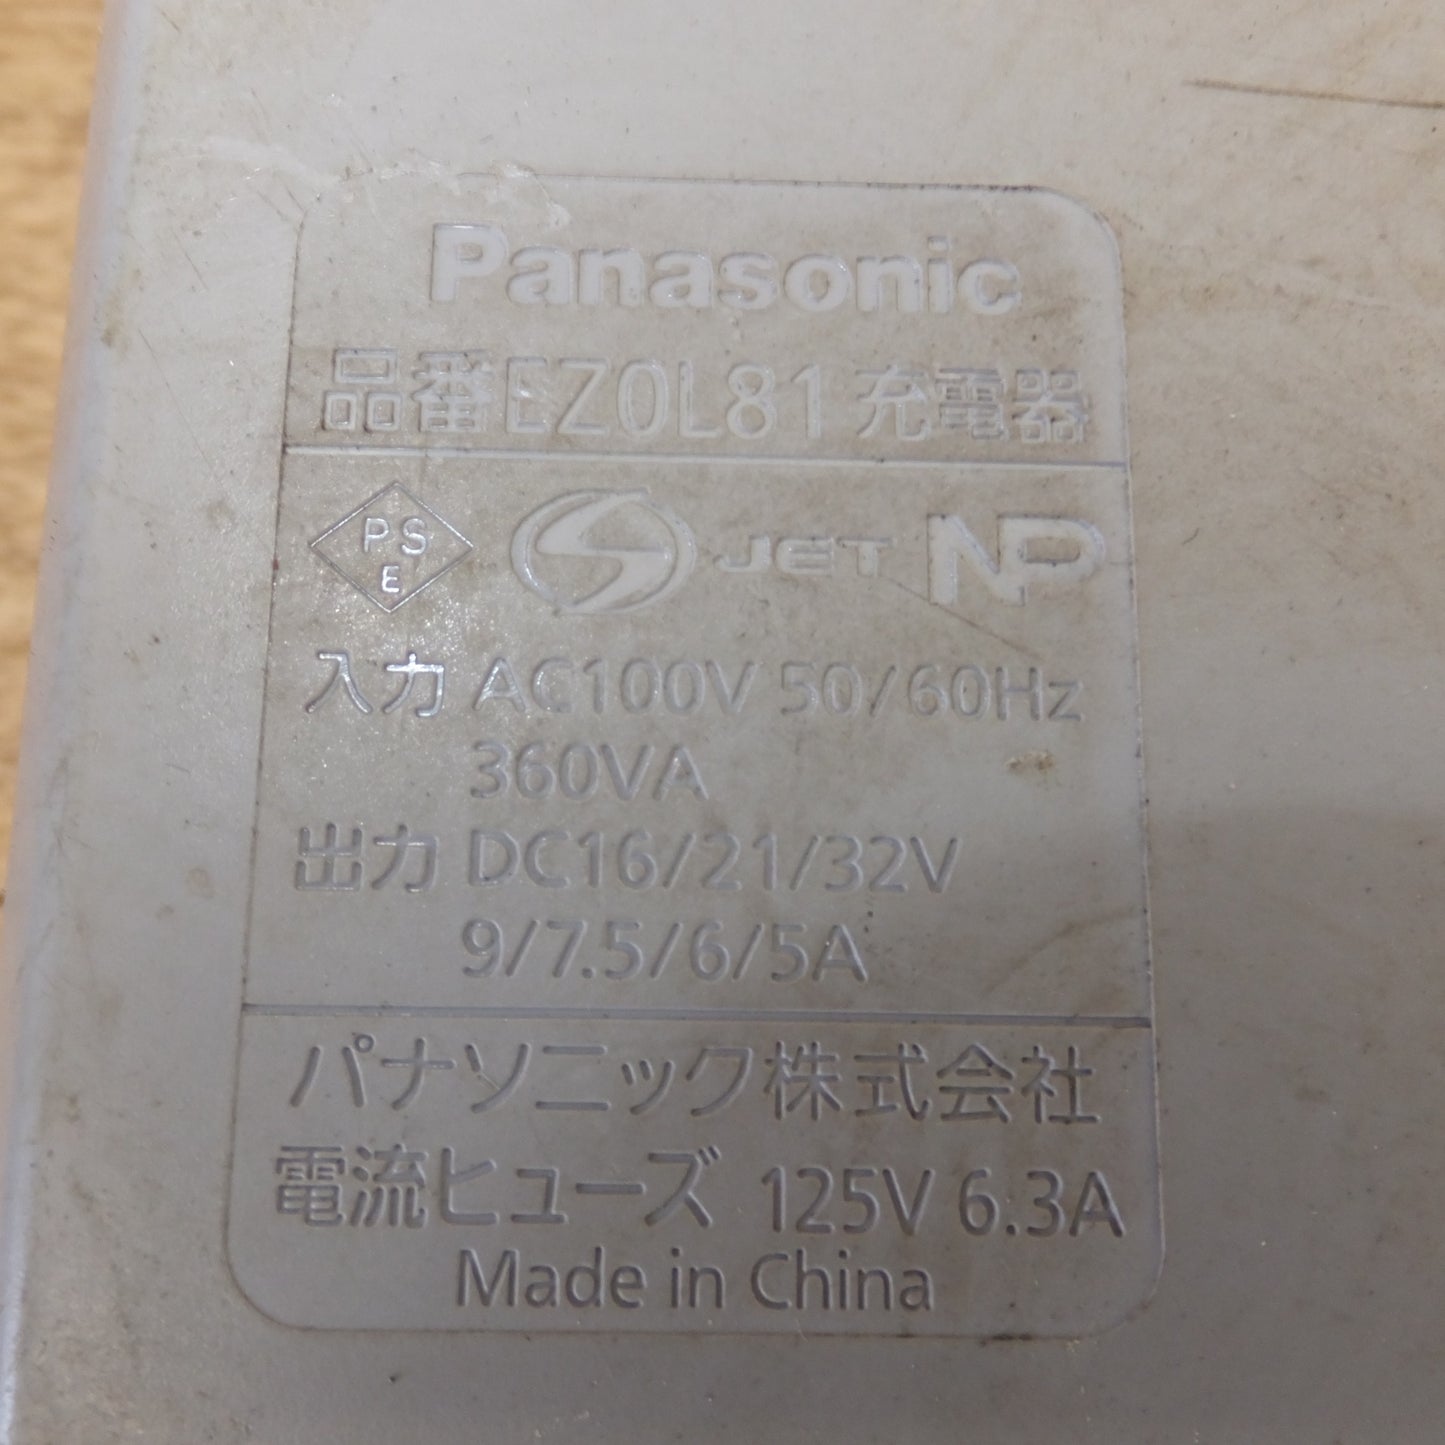 Panasonic
品番EZ0L81充電器
PS
E
JET NP
入力 AC100V 50/60Hz
360VA
出力 DC16/21/32V
9/7.5/6/5A
パナソニック株式会社
電流ヒューズ 125V 6.3A
Made in China